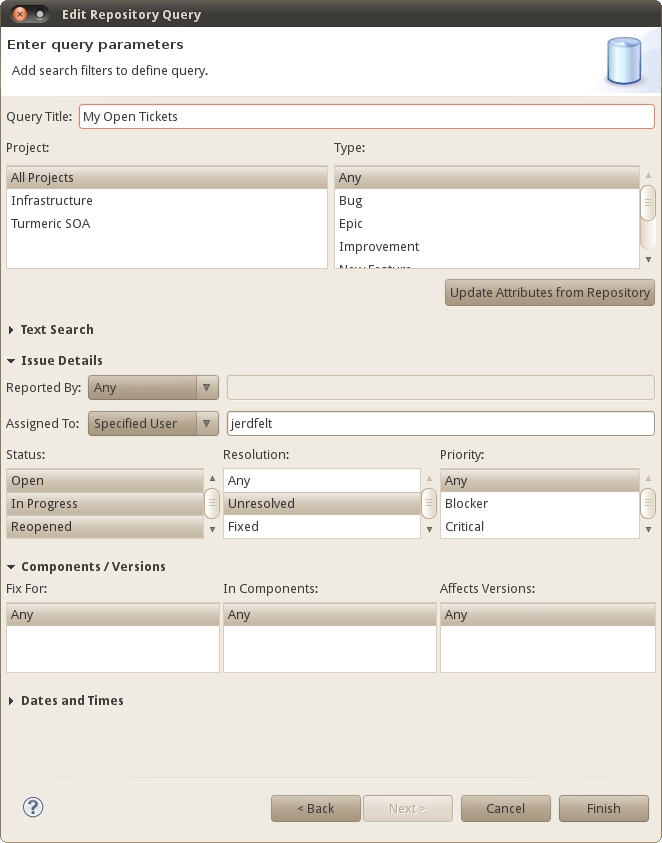 Edit Repository Query
Enter query parameters
Add search filters to define query.
Query Title: My Open Tickets
Project: Type:
All Projects Any
Infrastructure Bug
Turmeric SOA Epic
Improvement
New Feature
Update Attributes from Repository
Text Search
Issue Details
Reported By: Any
Assigned To: Specified User jerdfelt
Status: Resolution: Priority:
Open Any Any
In Progress Unresolved Blocker
Reopened Fixed Critical
Components / Versions
Fix For: In Components: Affects Versions:
Any Any Any
Dates and Times
? < Back Next > Cancel Finish